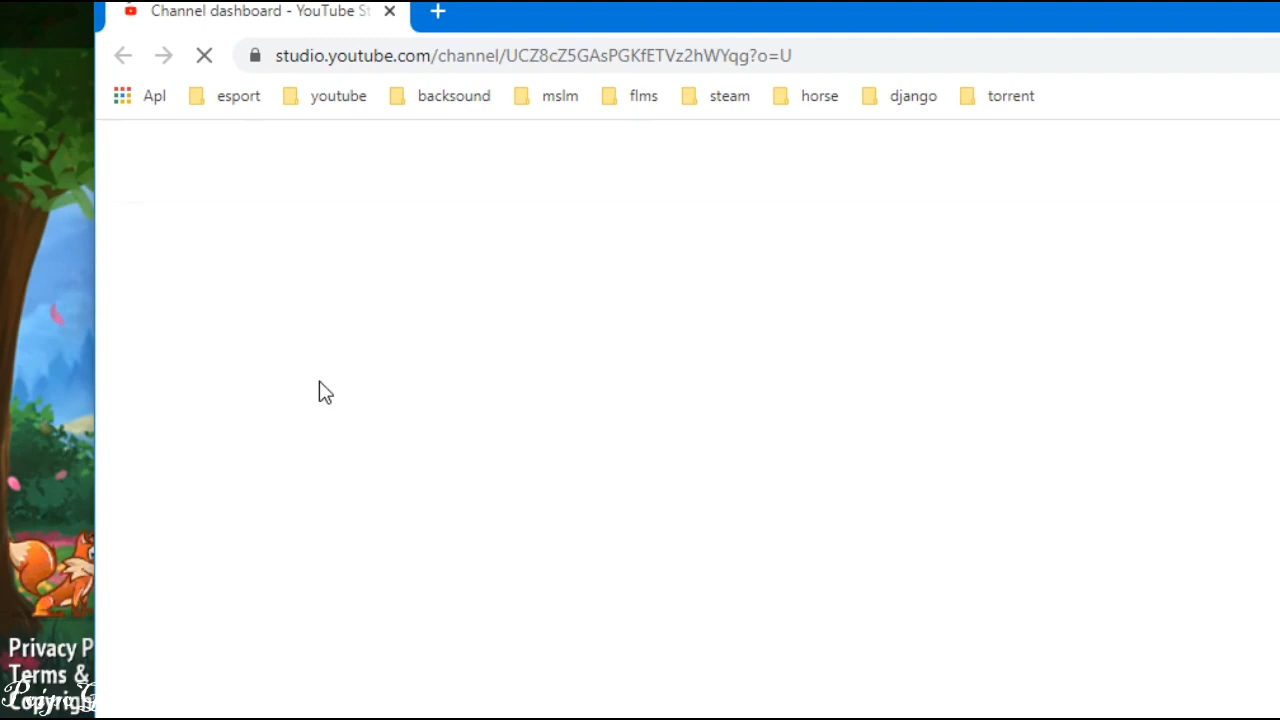 Channel dashboard - YouTube St
studio.youtube.com/channel/UCZ8cZ5GAsPGKfETVz2hWYqg?o=U
Apl esport youtube backsound mslm flms steam horse django torrent
Privacy P
Terms &
Copyrigh